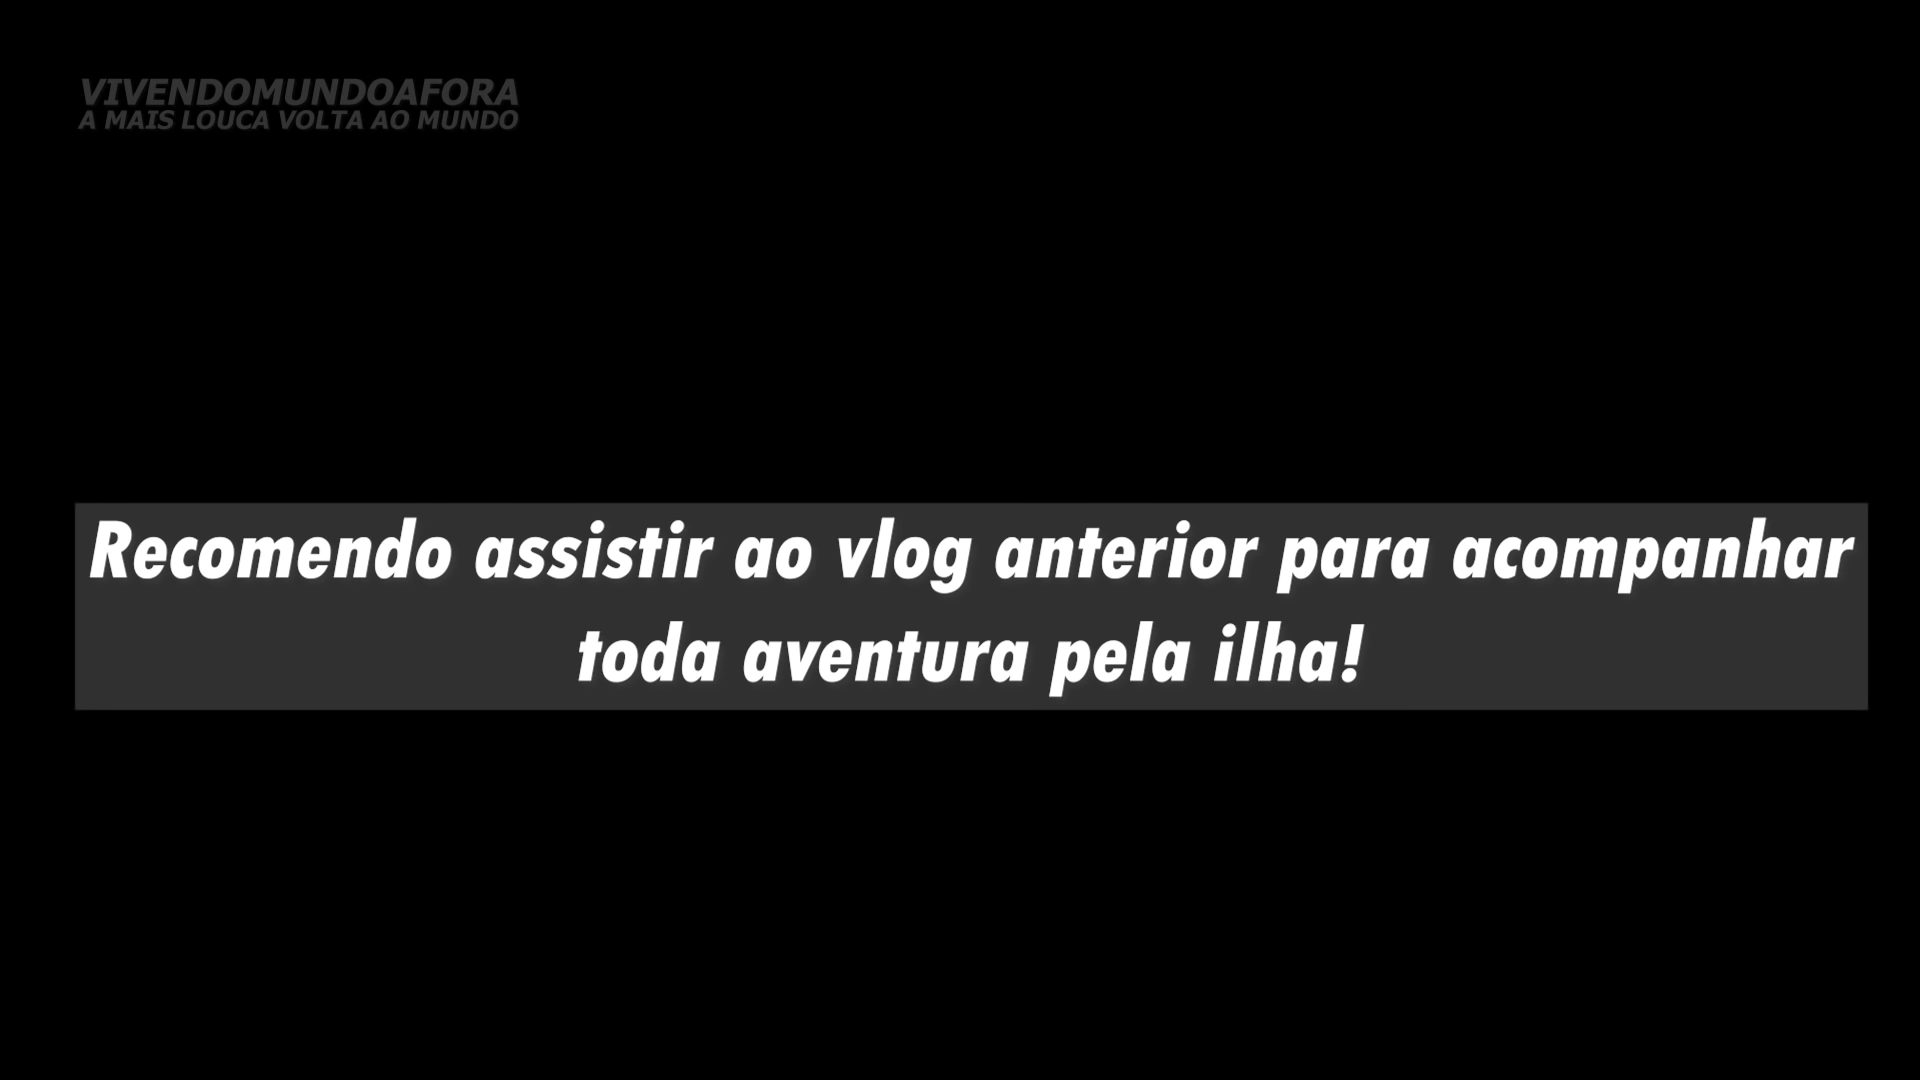 VIVENDOMUNDOAFORA
A MAIS LOUCA VOLTA AO MUNDO
Recomendo assistir ao vlog anterior para acompanhar
toda aventura pela ilha!